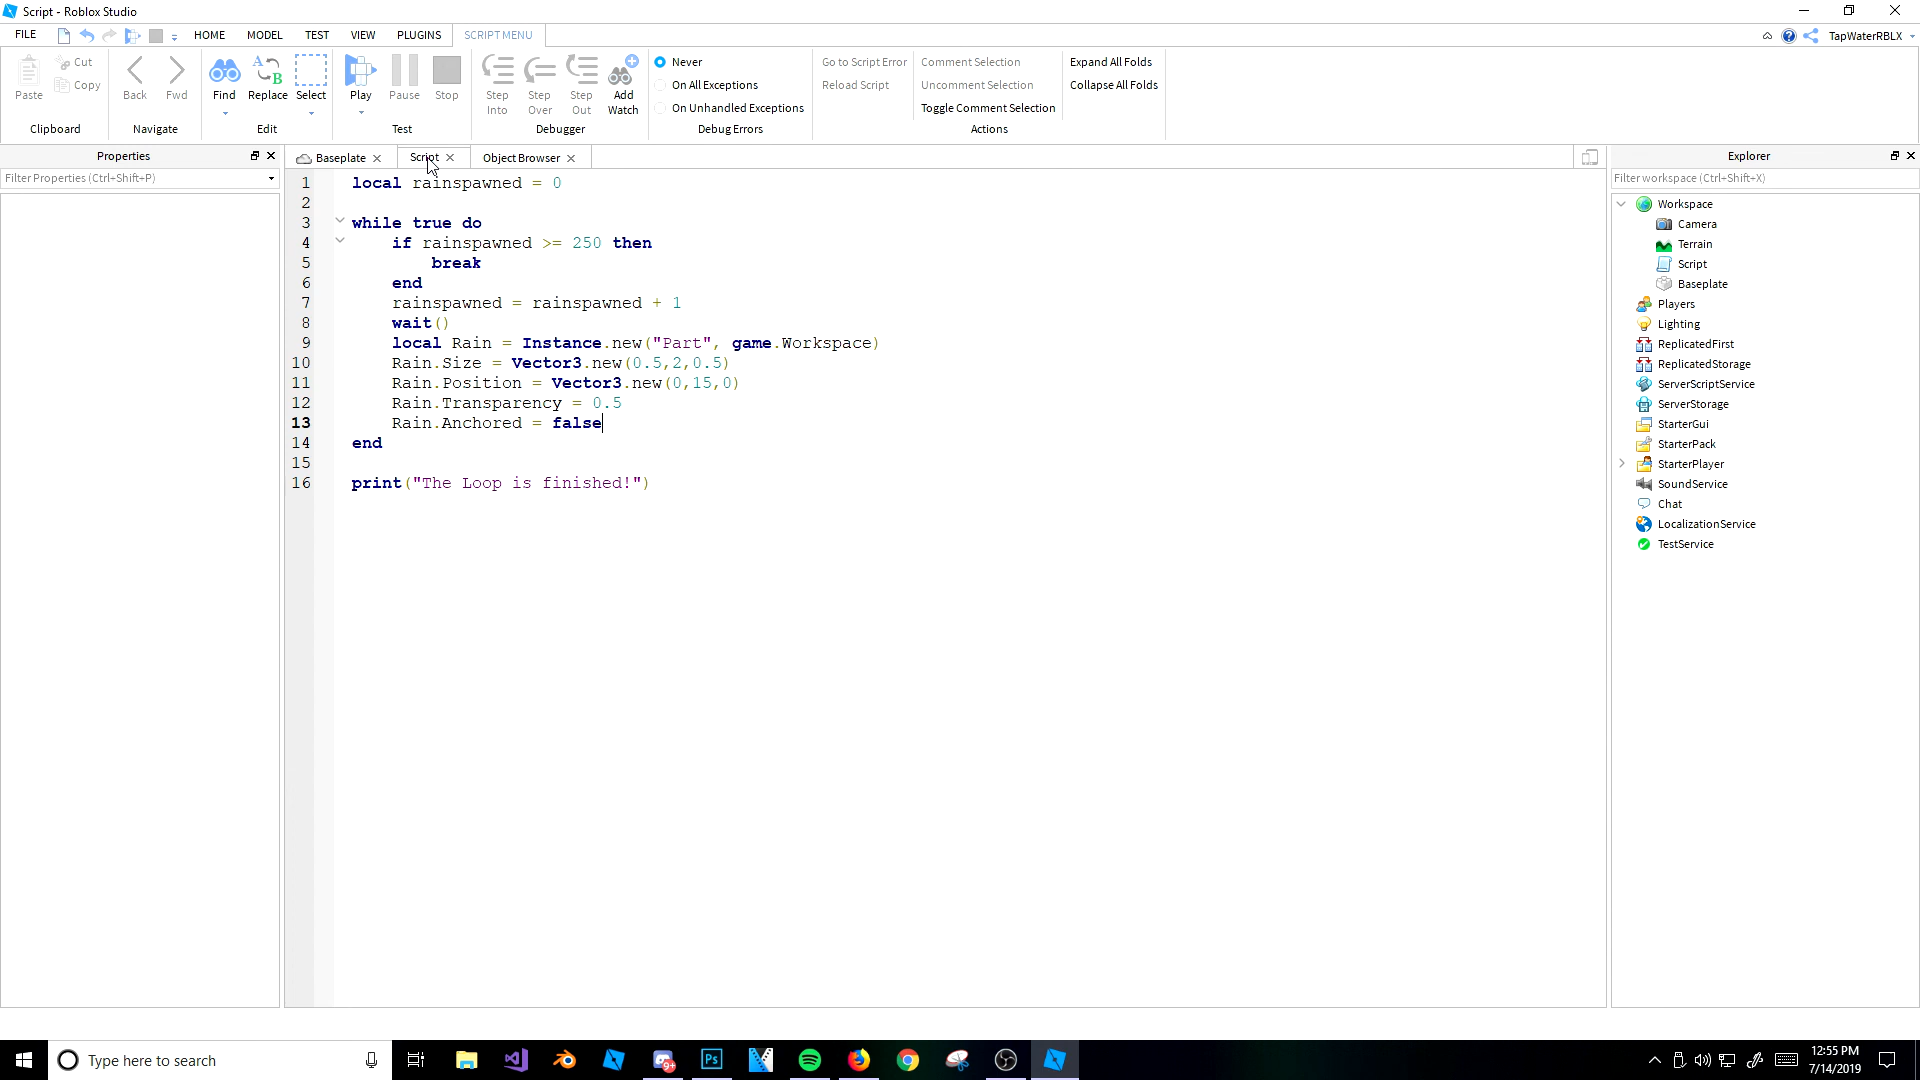 Script - Roblox Studio
FILE HOME MODEL TEST VIEW PLUGINS SCRIPT MENU TapWaterRBLX
Paste Cut Copy Back Fwd Find Replace Select Play Pause Stop Step Into Step Over Step Out Add Watch
Never
On All Exceptions
On Unhandled Exceptions
Go to Script Error
Reload Script
Comment Selection
Uncomment Selection
Toggle Comment Selection
Expand All Folds
Collapse All Folds
Clipboard Navigate Edit Test Debugger Debug Errors Actions
Properties
Filter Properties (Ctrl+Shift+P)
Baseplate Script Object Browser
1 local rainspawned = 0
2
3 while true do
4 if rainspawned >= 250 then
5 break
6 end
7 rainspawned = rainspawned + 1
8 wait()
9 local Rain = Instance.new("Part", game.Workspace)
10 Rain.Size = Vector3.new(0.5,2,0.5)
11 Rain.Position = Vector3.new(0,15,0)
12 Rain.Transparency = 0.5
13 Rain.Anchored = false
14 end
15
16 print("The Loop is finished!")
Explorer
Filter workspace (Ctrl+Shift+X)
Workspace
Camera
Terrain
Script
Baseplate
Players
Lighting
ReplicatedFirst
ReplicatedStorage
ServerScriptService
ServerStorage
StarterGui
StarterPack
StarterPlayer
SoundService
Chat
LocalizationService
TestService
Type here to search
9+
Ps
12:55 PM
7/14/2019